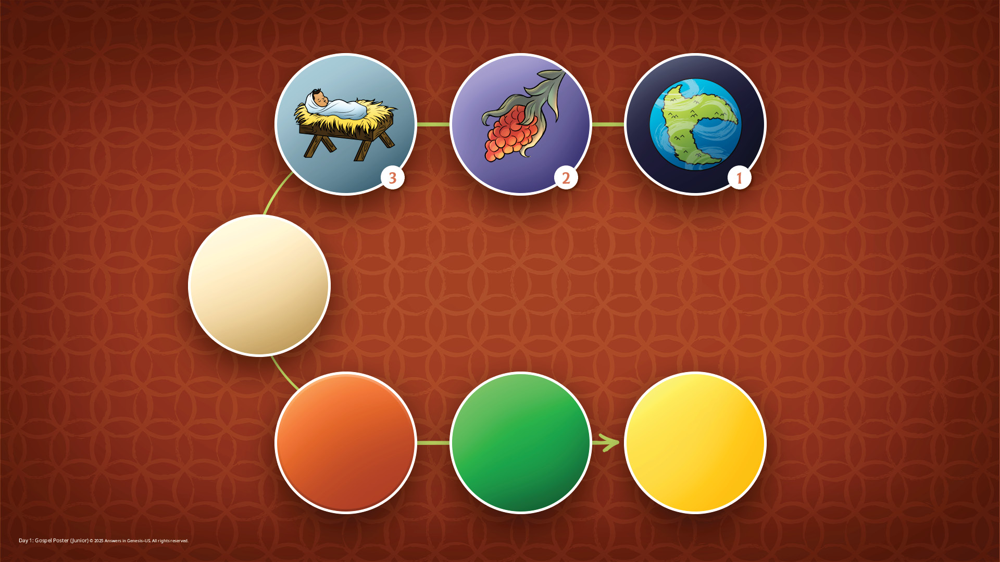 3
2
1
Day 1: Gospel Poster (Junior) © 2025 Answers in Genesis–US. All rights reserved.